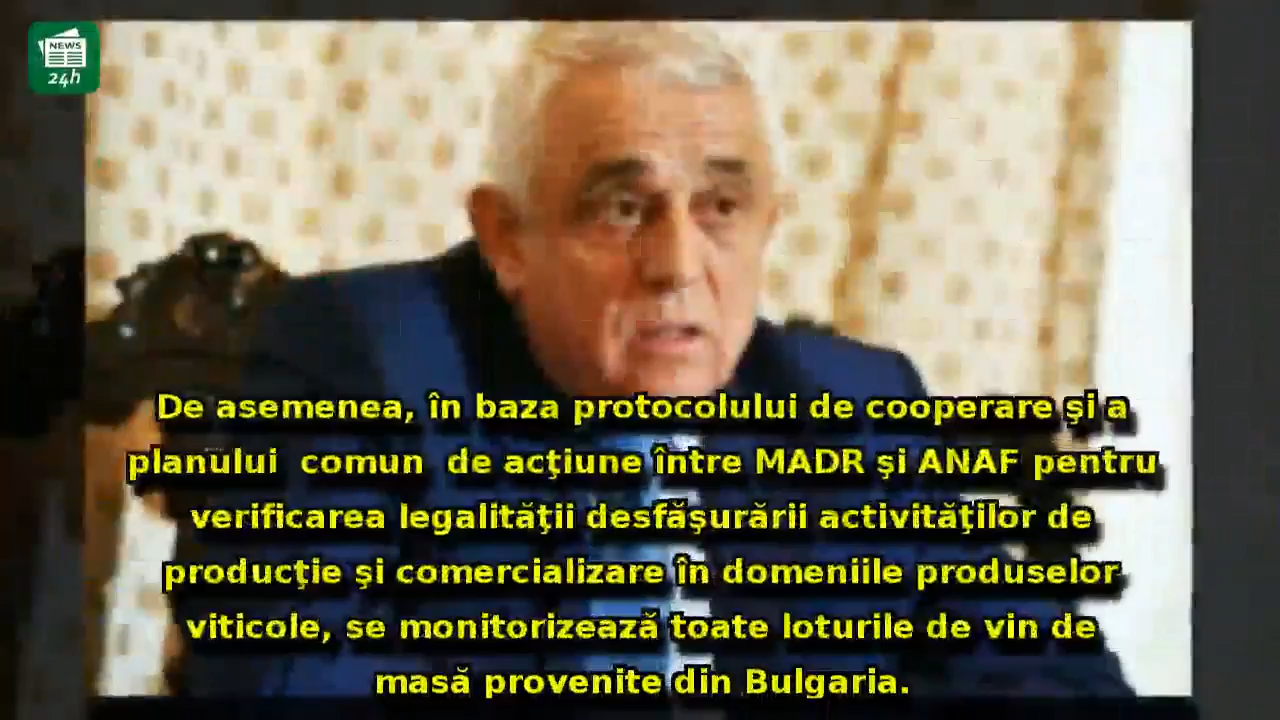 NEWS
24h
De asemenea, în baza protocolului de cooperare şi a
planului comun de acţiune între MADR şi ANAF pentru
verificarea legalităţii desfăşurării activităţilor de
producţie şi comercializare în domeniile produselor
viticole, se monitorizează toate loturile de vin de
masă provenite din Bulgaria.